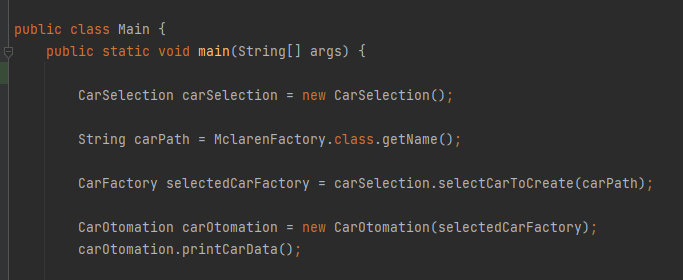 public class Main {
public static void main(String[] args) {
CarSelection carSelection = new CarSelection();
String carPath = MclarenFactory.class.getName();
CarFactory selectedCarFactory = carSelection.selectCarToCreate(carPath);
CarOtomation carOtomation = new CarOtomation(selectedCarFactory);
carOtomation.printCarData();